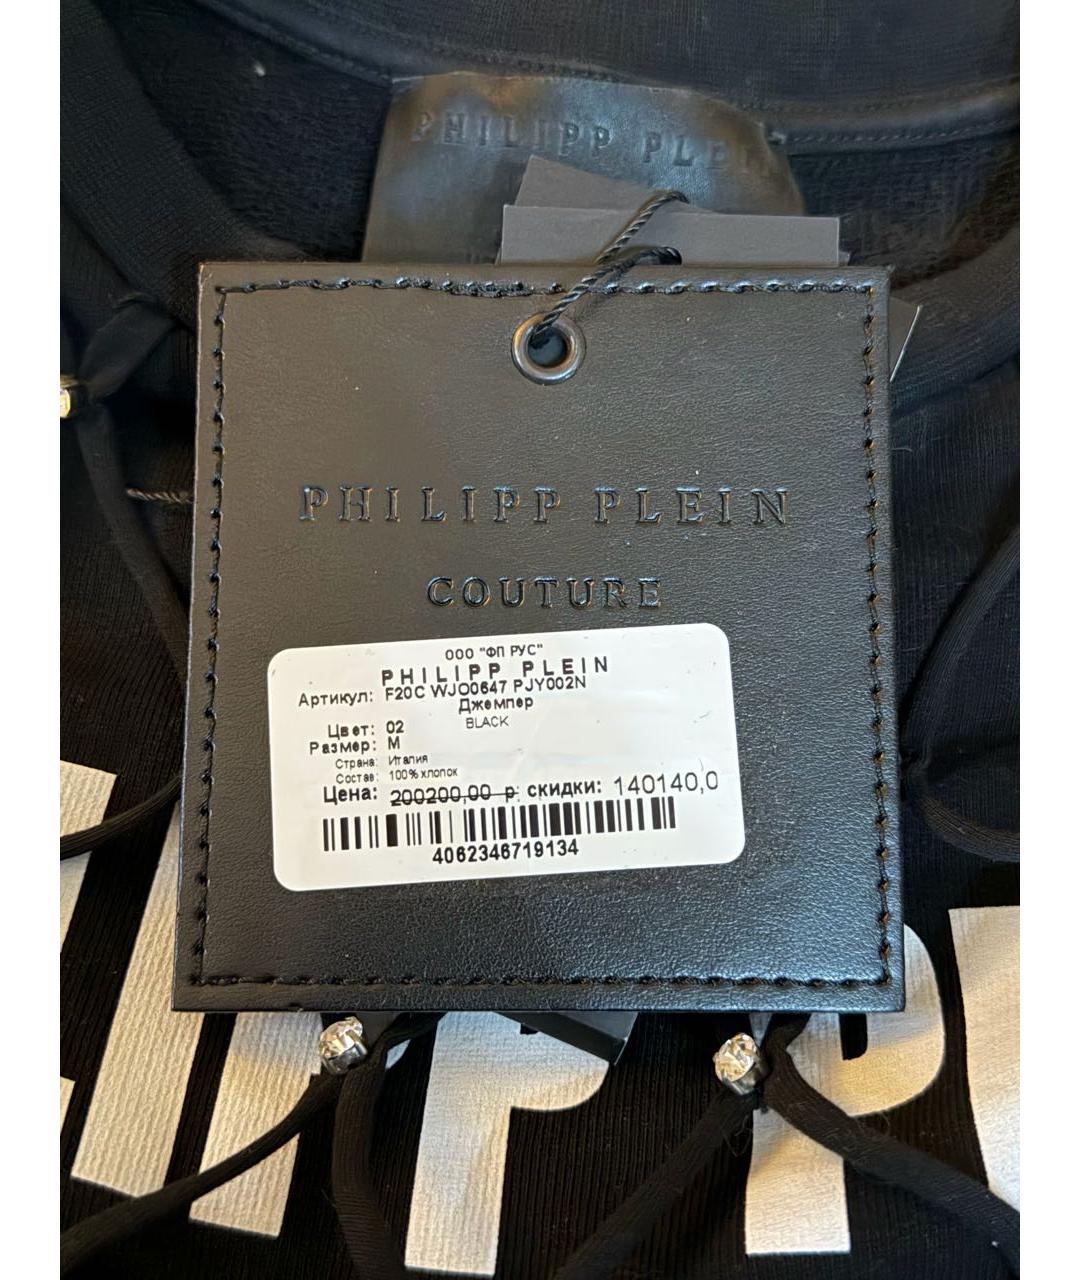 PHILIPP PLEIN
PHILIPP PLEIN
COUTURE
ООО "ФП РУС"
PHILIPP PLEIN
Артикул: F20C WJO0647 PJY002N
Джемпер
Цвет: 02 BLACK
Размер: M
Страна: Италия
Состав: 100% хлопок
Цена: 200200,00 р. скидки: 140140,0
4062346719134